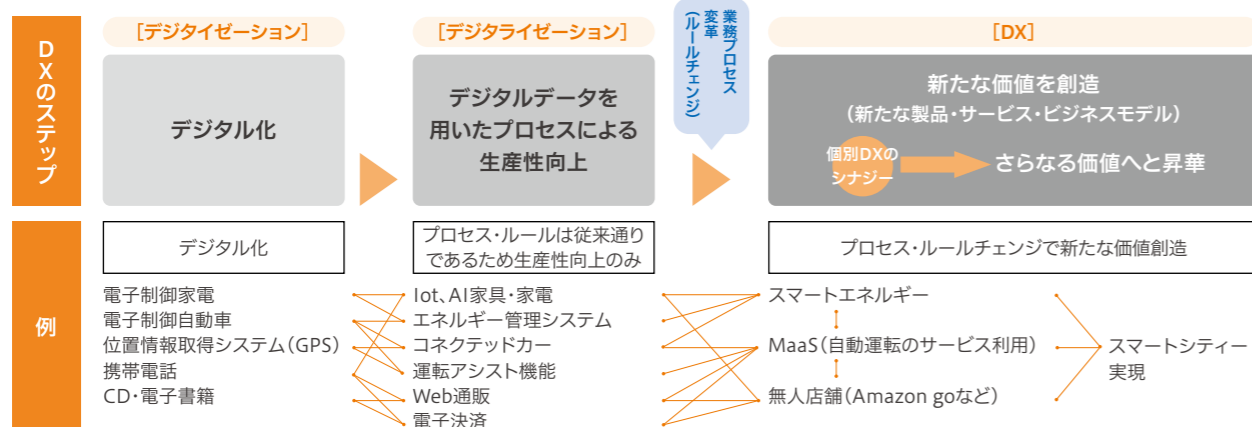 DXのステップ
[デジタイゼーション]
デジタル化
[デジタライゼーション]
デジタルデータを
用いたプロセスによる
生産性向上
業務プロセス
変革
(ルールチェンジ)
[DX]
新たな価値を創造
(新たな製品・サービス・ビジネスモデル)
個別DXの
シナジー
さらなる価値へと昇華
例
デジタル化
電子制御家電
電子制御自動車
位置情報取得システム(GPS)
携帯電話
CD・電子書籍
プロセス・ルールは従来通り
であるため生産性向上のみ
Iot、AI家具・家電
エネルギー管理システム
コネクテッドカー
運転アシスト機能
Web通販
電子決済
プロセス・ルールチェンジで新たな価値創造
スマートエネルギー
MaaS(自動運転のサービス利用)
無人店舗(Amazon goなど)
スマートシティー
実現